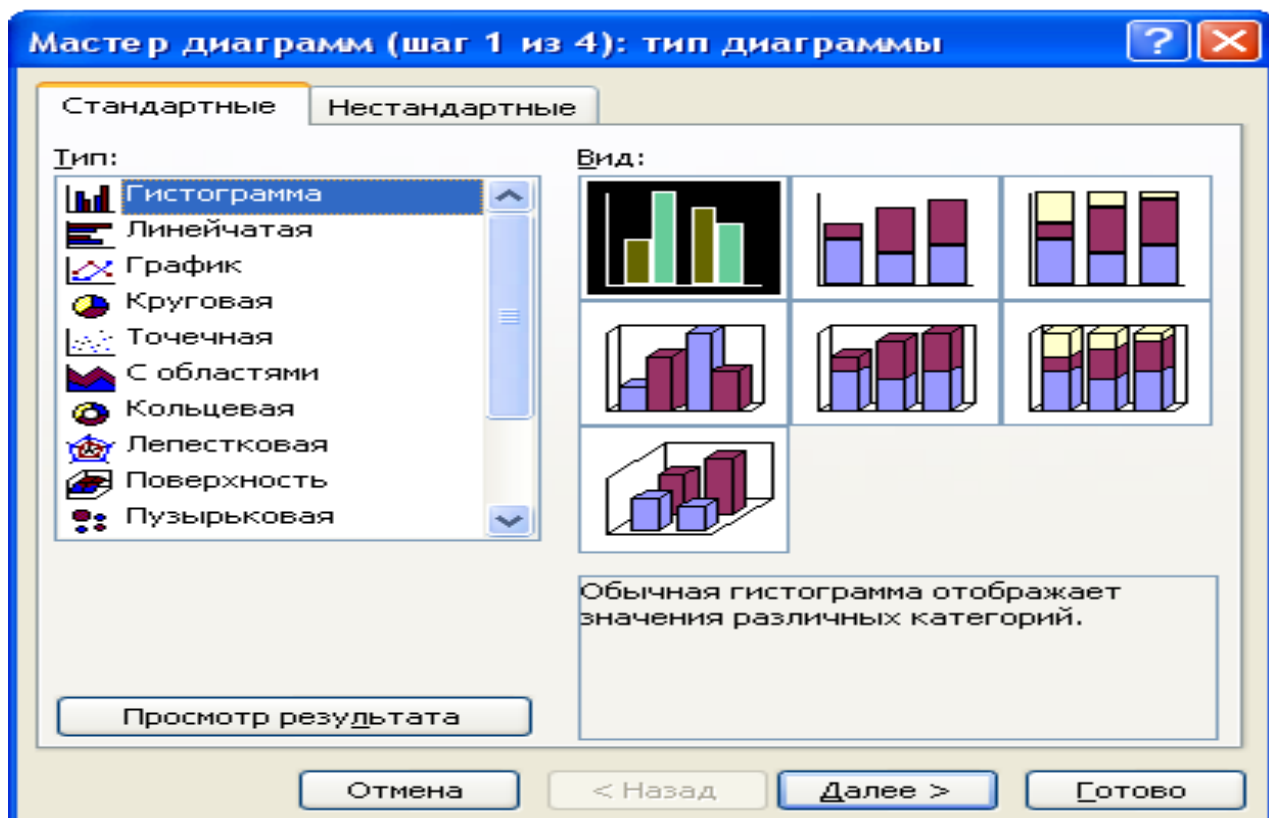 Мастер диаграмм (шаг 1 из 4): тип диаграммы
Стандартные
Нестандартные
Тип:
Гистограмма
Линейчатая
График
Круговая
Точечная
С областями
Кольцевая
Лепестковая
Поверхность
Пузырьковая
Вид:
Обычная гистограмма отображает
значения различных категорий.
Просмотр результата
Отмена
< Назад
Далее >
Готово